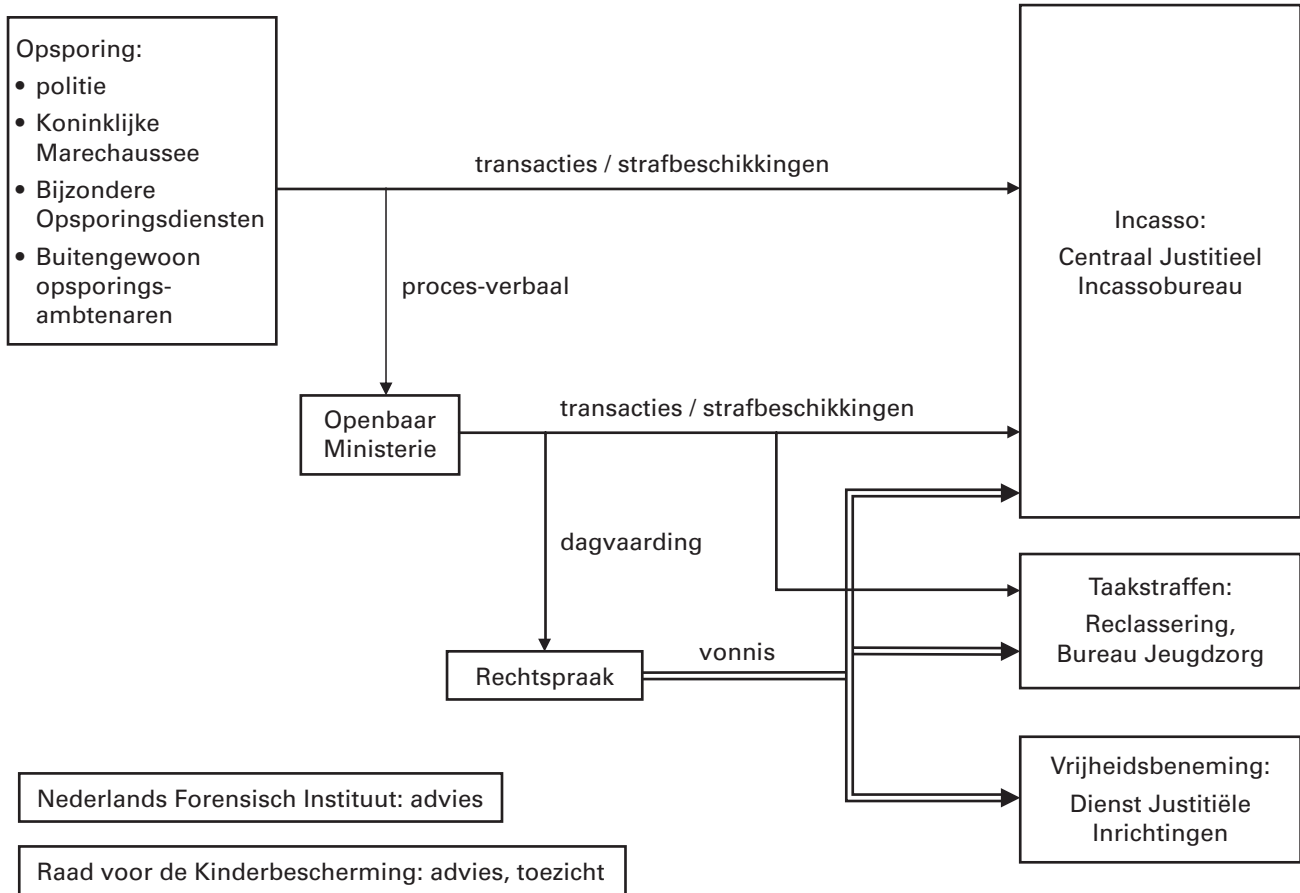 Opsporing:
• politie
• Koninklijke
Marechaussee
• Bijzondere
Opsporingsdiensten
• Buitengewoon
opsporings-
ambtenaren
transacties / strafbeschikkingen
Incasso:
Centraal Justitieel
Incassobureau
proces-verbaal
Openbaar
Ministerie
transacties / strafbeschikkingen
dagvaarding
Taakstraffen:
Reclassering,
Bureau Jeugdzorg
Rechtspraak
vonnis
Vrijheidsbeneming:
Dienst Justitiële
Inrichtingen
Nederlands Forensisch Instituut: advies
Raad voor de Kinderbescherming: advies, toezicht